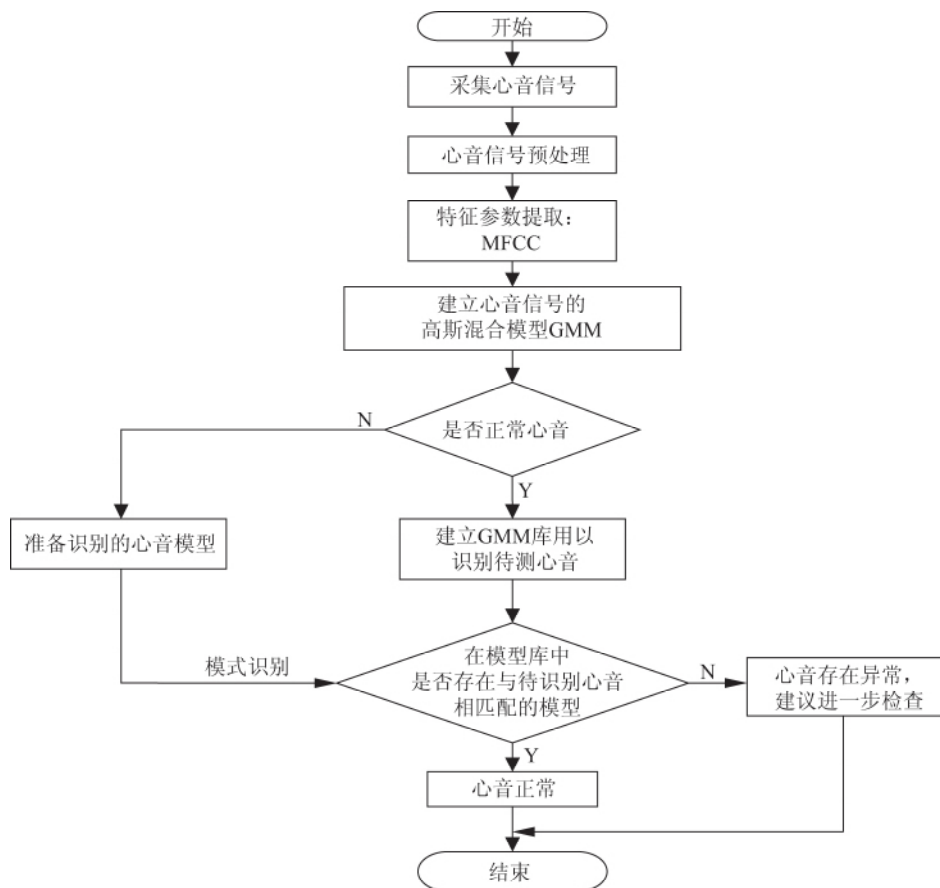 开始
采集心音信号
心音信号预处理
特征参数提取：
MFCC
建立心音信号的
高斯混合模型GMM
是否正常心音
N
Y
准备识别的心音模型
建立GMM库用以
识别待测心音
模式识别
在模型库中
是否存在与待识别心音
相匹配的模型
N
心音存在异常，
建议进一步检查
Y
心音正常
结束